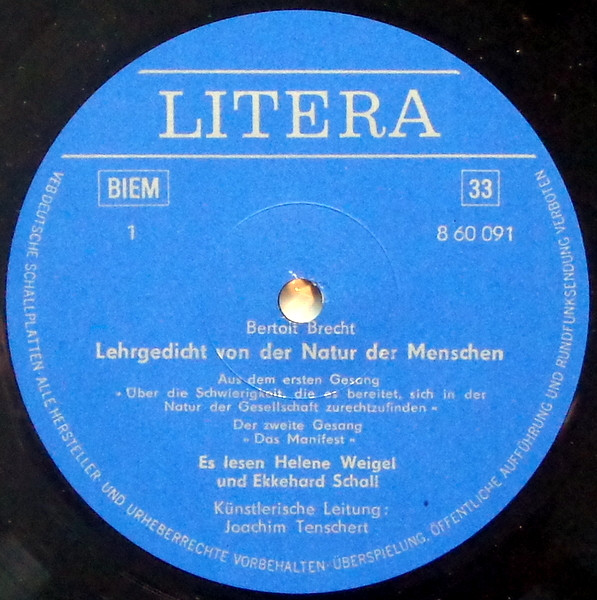 LITERA
BIEM
33
1
8 60 091
Bertolt Brecht
Lehrgedicht von der Natur der Menschen
Aus dem ersten Gesang
» Über die Schwierigkeit, die es bereitet, sich in der
Natur der Gesellschaft zurechtzufinden «
Der zweite Gesang
» Das Manifest «
Es lesen Helene Weigel
und Ekkehard Schall
Künstlerische Leitung:
Joachim Tenschert
VEB DEUTSCHE SCHALLPLATTEN ALLE HERSTELLER- UND URHEBERRECHTE VORBEHALTEN · ÜBERSPIELUNG, ÖFFENTLICHE AUFFÜHRUNG UND RUNDFUNKSENDUNG VERBOTEN